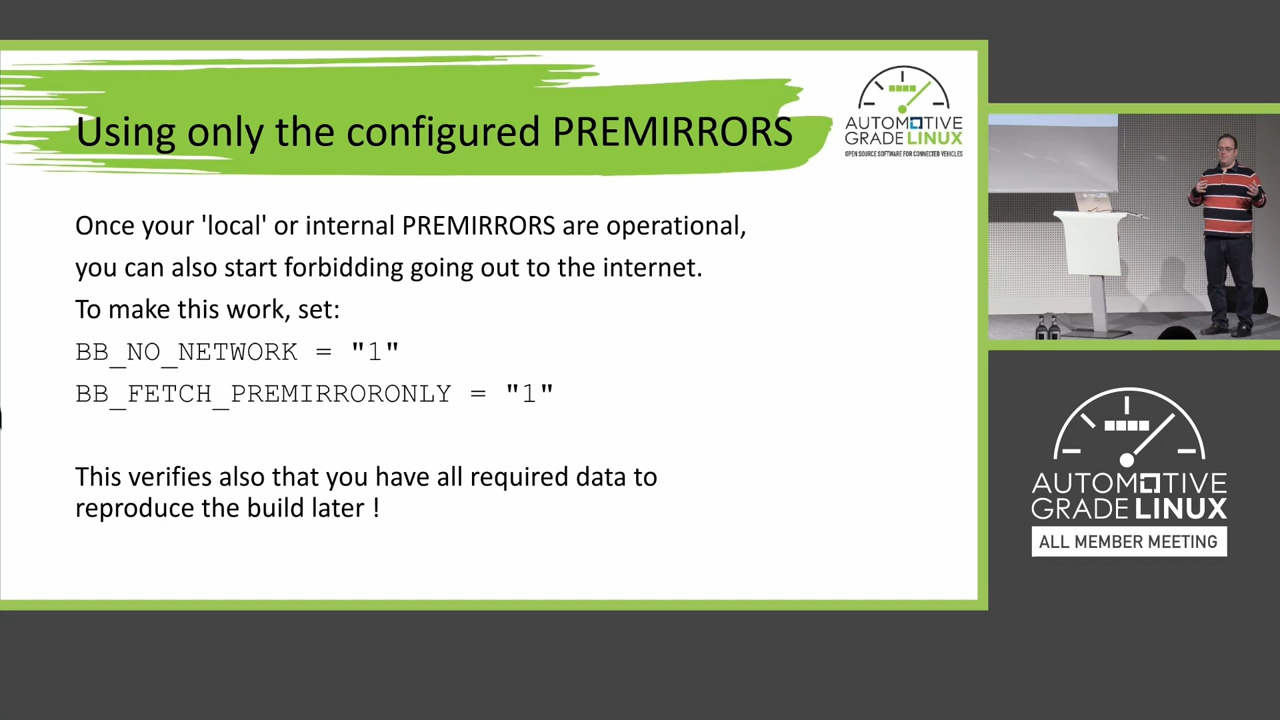 Using only the configured PREMIRRORS
AUTOMOTIVE
GRADE LINUX
OPEN SOURCE SOFTWARE FOR CONNECTED VEHICLES
Once your 'local' or internal PREMIRRORS are operational,
you can also start forbidding going out to the internet.
To make this work, set:
BB_NO_NETWORK = "1"
BB_FETCH_PREMIRRORONLY = "1"
This verifies also that you have all required data to
reproduce the build later !
AUTOMOTIVE
GRADE LINUX
ALL MEMBER MEETING